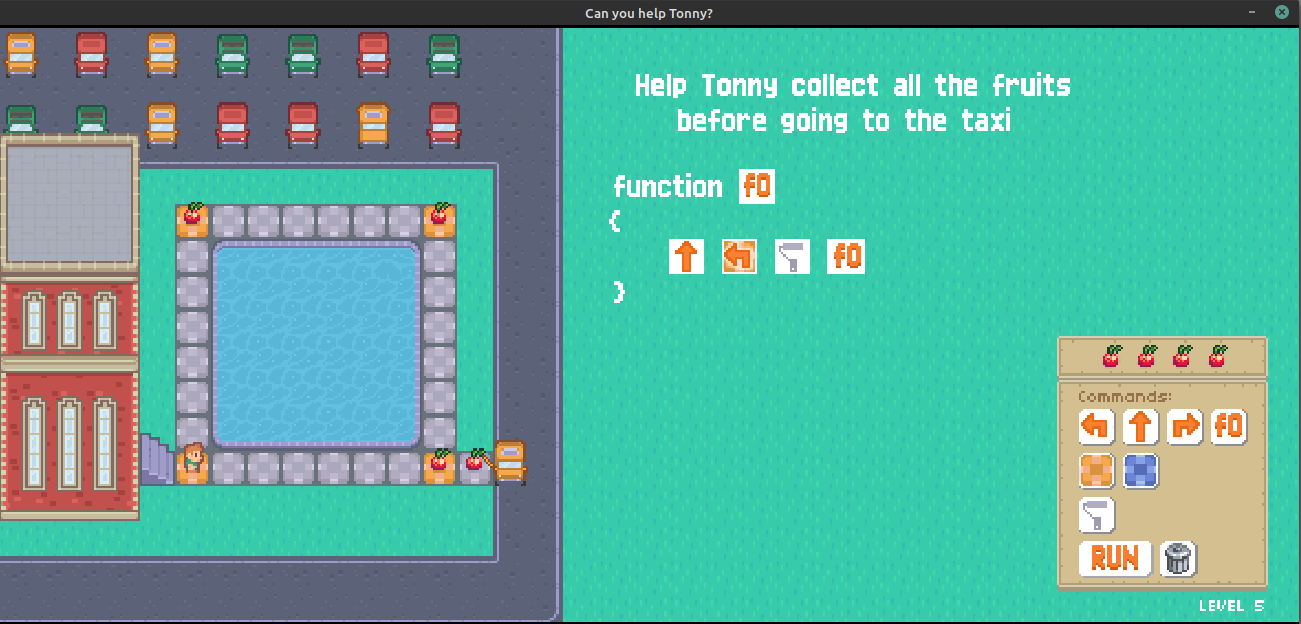 Can you help Tonny?
Help Tonny collect all the fruits
before going to the taxi
function f0
{
f0
}
Commands:
f0
RUN
LEVEL 5